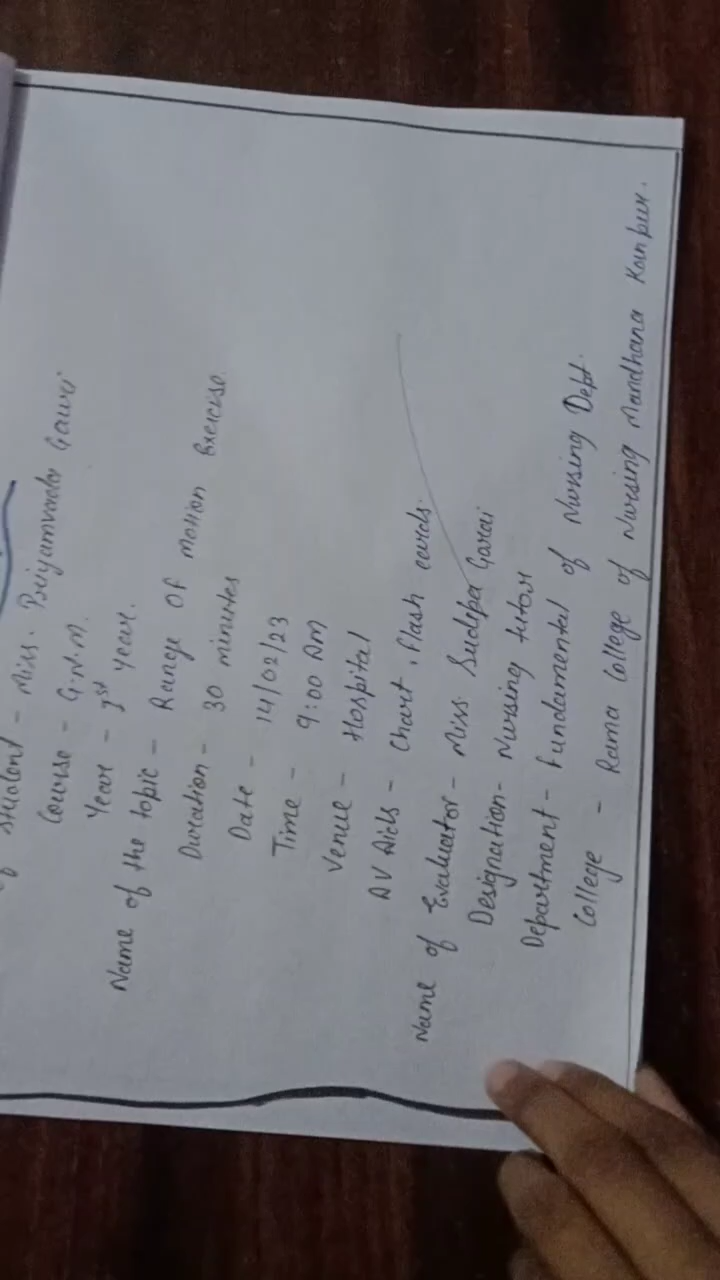 of student - Miss. Priyamvada Gauri
Course - G.N.M.
Year - 1st year.
Name of the topic - Range of Motion Exercise.
Duration - 30 minutes
Date - 14/02/23
Time - 9:00 AM
Venue - Hospital
AV Aids - Chart, flash cards.
Name of Evaluator - Miss Sudipa Garai
Designation - Nursing tutor
Department - Fundamental of Nursing Dept.
College - Rama College of Nursing Mandhana Kanpur.